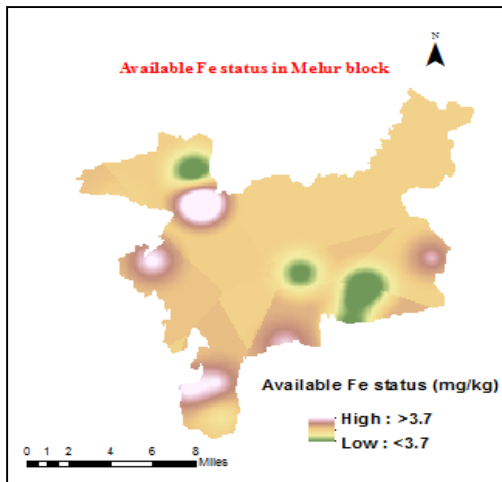 N
Available Fe status in Melur block
Available Fe status (mg/kg)
High : >3.7
Low : <3.7
0 1 2 4 6 8
Miles